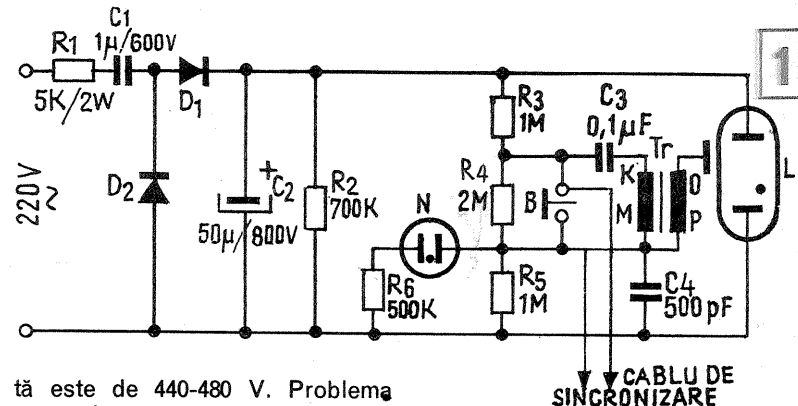 C1
1µ/600V
R1
5K/2W
D1
D2
220V
~
+
C2
50µ/800V
R2
700K
N
R6
500K
R3
1M
R4
2M
R5
1M
B
C3
0,1µF
Tr
K
M
O
P
L
C4
500pF
1
CABLU DE
SINCRONIZARE
tă este de 440-480 V. Problema